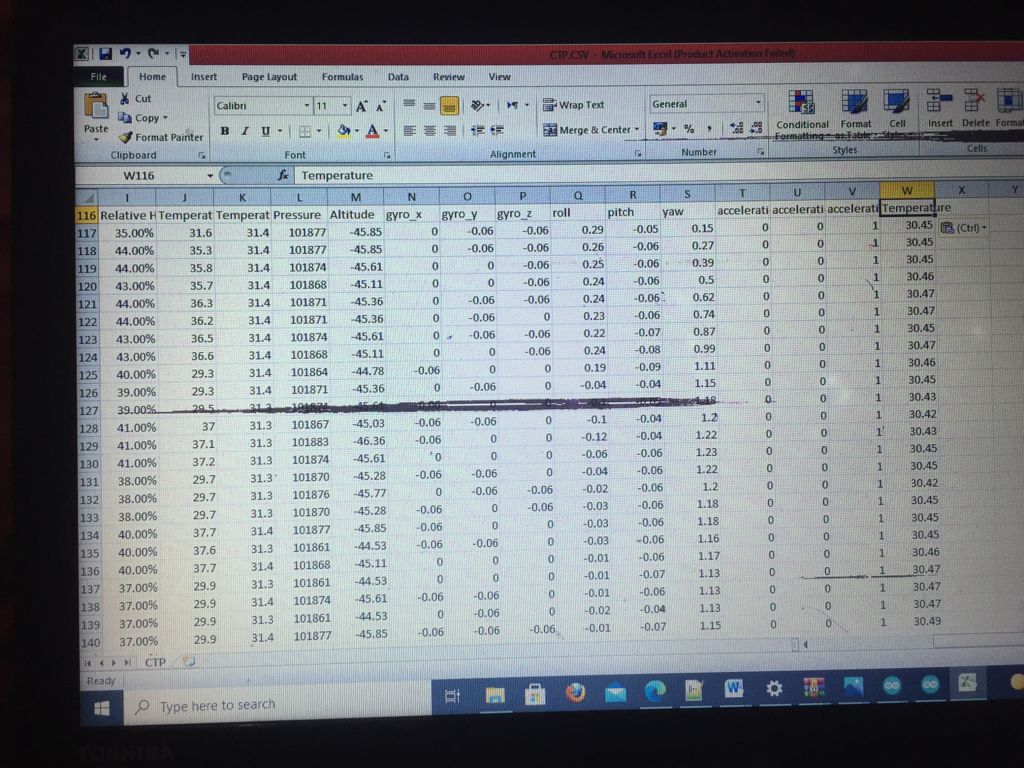 CTP.CSV - Microsoft Excel (Product Activation Failed)
File Home Insert Page Layout Formulas Data Review View
Cut
Copy
Format Painter
Paste
Calibri 11 A A
B I U A
Wrap Text
Merge & Center
General
% ,
Conditional Formatting Format as Table Cell Styles
Insert Delete Format
Clipboard Font Alignment Number Styles Cells
W116 fx Temperature
I J K L M N O P Q R S T U V W X Y
116 Relative H Temperat Temperat Pressure Altitude gyro_x gyro_y gyro_z roll pitch yaw accelerati accelerati accelerati Temperature
117 35.00% 31.6 31.4 101877 -45.85 0 -0.06 -0.06 0.29 -0.05 0.15 0 0 1 30.45
(Ctrl)
118 44.00% 35.3 31.4 101877 -45.85 0 -0.06 -0.06 0.26 -0.06 0.27 0 0 1 30.45
119 44.00% 35.8 31.4 101874 -45.61 0 0 -0.06 0.25 -0.06 0.39 0 0 1 30.45
120 43.00% 35.7 31.4 101868 -45.11 0 0 -0.06 0.24 -0.06 0.5 0 0 1 30.46
121 44.00% 36.3 31.4 101871 -45.36 0 -0.06 -0.06 0.24 -0.06 0.62 0 0 1 30.47
122 44.00% 36.2 31.4 101871 -45.36 0 -0.06 0 0.23 -0.06 0.74 0 0 1 30.47
123 43.00% 36.5 31.4 101874 -45.61 0 -0.06 -0.06 0.22 -0.07 0.87 0 0 1 30.45
124 43.00% 36.6 31.4 101868 -45.11 0 0 -0.06 0.24 -0.08 0.99 0 0 1 30.47
125 40.00% 29.3 31.4 101864 -44.78 -0.06 0 0 0.19 -0.09 1.11 0 0 1 30.46
126 39.00% 29.3 31.4 101871 -45.36 0 -0.06 0 -0.04 -0.04 1.15 0 0 1 30.45
127 39.00% 29.5 31.3 101874 -45.61 0 0 1.18 0 0 1 30.43
128 41.00% 37 31.3 101867 -45.03 -0.06 -0.06 0 -0.1 -0.04 1.2 0 0 1 30.42
129 41.00% 37.1 31.3 101883 -46.36 -0.06 0 0 -0.12 -0.04 1.22 0 0 1 30.43
130 41.00% 37.2 31.3 101874 -45.61 0 0 0 -0.06 -0.06 1.23 0 0 1 30.45
131 38.00% 29.7 31.3 101870 -45.28 -0.06 -0.06 0 -0.04 -0.06 1.22 0 0 1 30.45
132 38.00% 29.7 31.3 101876 -45.77 0 -0.06 -0.06 -0.02 -0.06 1.2 0 0 1 30.42
133 38.00% 29.7 31.3 101870 -45.28 -0.06 0 -0.06 -0.03 -0.06 1.18 0 0 1 30.45
134 40.00% 37.7 31.4 101877 -45.85 -0.06 0 0 -0.03 -0.06 1.18 0 0 1 30.45
135 40.00% 37.6 31.3 101861 -44.53 -0.06 -0.06 0 -0.03 -0.06 1.16 0 0 1 30.45
136 40.00% 37.7 31.4 101868 -45.11 0 0 0 -0.01 -0.06 1.17 0 0 1 30.46
137 37.00% 29.9 31.3 101861 -44.53 0 0 0 -0.01 -0.07 1.13 0 0 1 30.47
138 37.00% 29.9 31.4 101874 -45.61 -0.06 -0.06 0 -0.01 -0.06 1.13 0 0 1 30.47
139 37.00% 29.9 31.3 101861 -44.53 0 -0.06 0 -0.02 -0.04 1.13 0 0 1 30.47
140 37.00% 29.9 31.4 101877 -45.85 -0.06 -0.06 -0.06 -0.01 -0.07 1.15 0 0 1 30.49
CTP
Ready
Type here to search
TOSHIBA